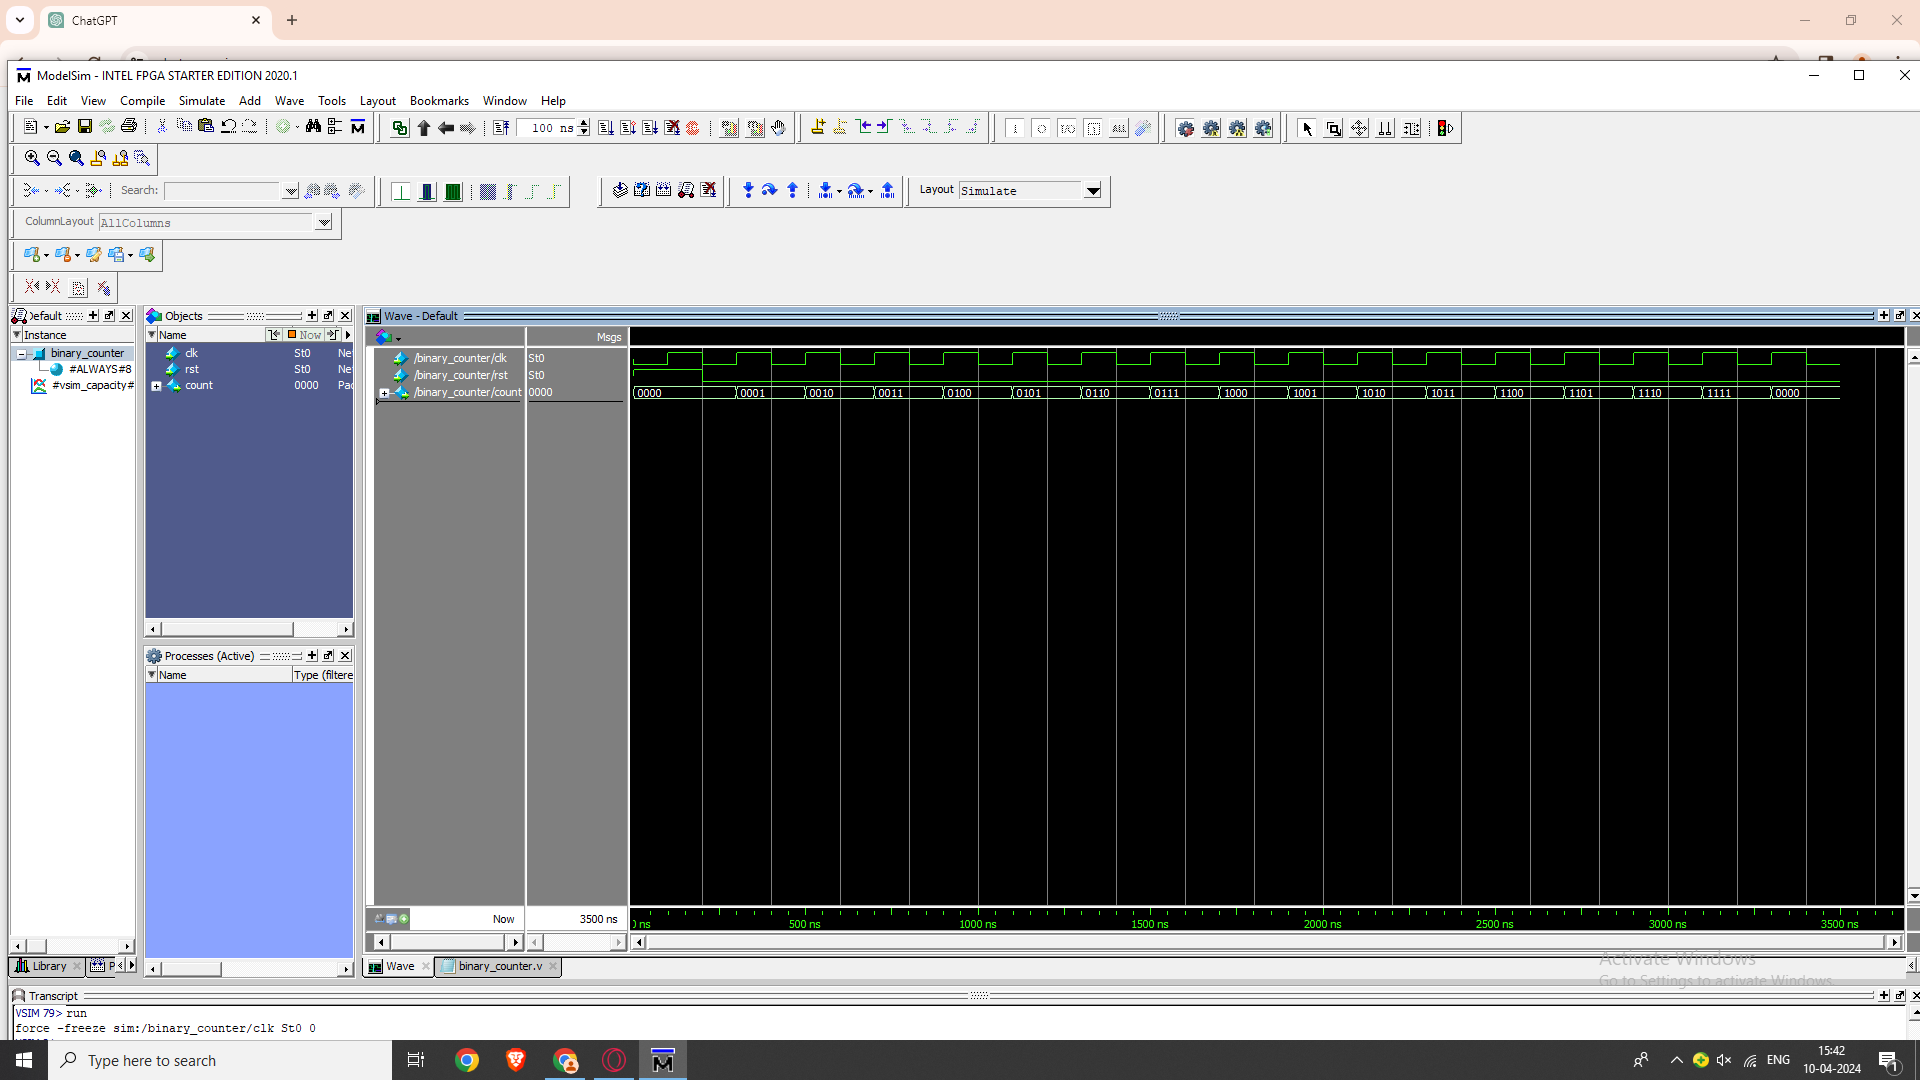 ChatGPT
ModelSim - INTEL FPGA STARTER EDITION 2020.1
File Edit View Compile Simulate Add Wave Tools Layout Bookmarks Window Help
100 ns
Search:
Layout Simulate
ColumnLayout AllColumns
Default
Instance
binary_counter
#ALWAYS#8
#vsim_capacity#
Objects
Name Now
clk St0 Ne
rst St0 Ne
count 0000 Pac
Processes (Active)
Name Type (filtere
Wave - Default
Msgs
/binary_counter/clk St0
/binary_counter/rst St0
/binary_counter/count 0000
0000 0001 0010 0011 0100 0101 0110 0111 1000 1001 1010 1011 1100 1101 1110 1111 0000
Now 3500 ns
ns 500 ns 1000 ns 1500 ns 2000 ns 2500 ns 3000 ns 3500 ns
Library P
Wave binary_counter.v
Activate Windows
Go to Settings to activate Windows.
Transcript
VSIM 79> run
force -freeze sim:/binary_counter/clk St0 0
Type here to search
ENG
15:42
10-04-2024
1